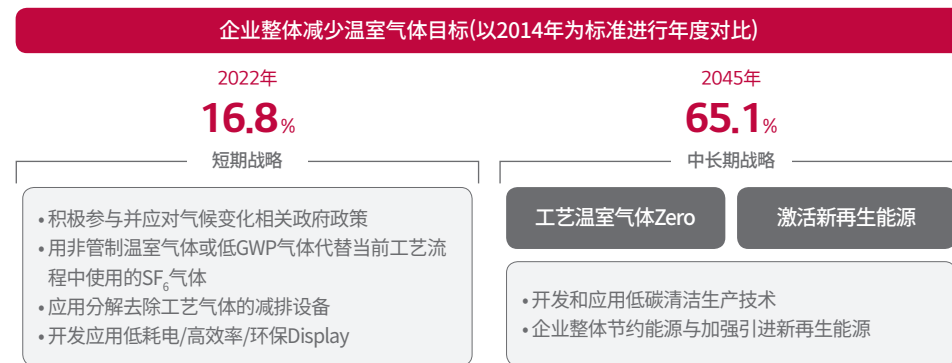 企业整体减少温室气体目标(以2014年为标准进行年度对比)
2022年
16.8%
短期战略
• 积极参与并应对气候变化相关政府政策
• 用非管制温室气体或低GWP气体代替当前工艺流
程中使用的SF₆气体
• 应用分解去除工艺气体的减排设备
• 开发应用低耗电/高效率/环保Display
2045年
65.1%
中长期战略
工艺温室气体Zero
激活新再生能源
• 开发和应用低碳清洁生产技术
• 企业整体节约能源与加强引进新再生能源